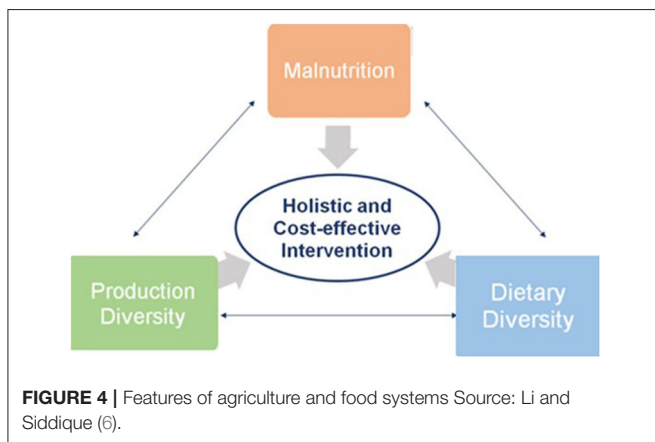 Malnutrition
Holistic and
Cost-effective
Intervention
Production
Diversity
Dietary
Diversity
FIGURE 4 | Features of agriculture and food systems Source: Li and
Siddique (6).